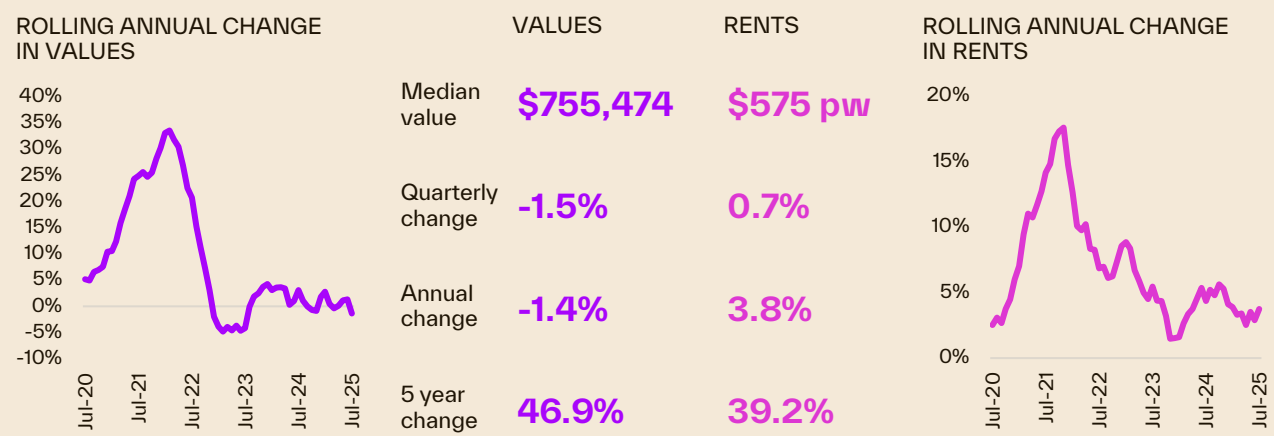 ROLLING ANNUAL CHANGE
IN VALUES
40%
35%
30%
25%
20%
15%
10%
5%
0%
-5%
-10%
Jul-20
Jul-21
Jul-22
Jul-23
Jul-24
Jul-25
VALUES
RENTS
Median
value
$755,474
$575 pw
Quarterly
change
-1.5%
0.7%
Annual
change
-1.4%
3.8%
5 year
change
46.9%
39.2%
ROLLING ANNUAL CHANGE
IN RENTS
20%
15%
10%
5%
0%
Jul-20
Jul-21
Jul-22
Jul-23
Jul-24
Jul-25